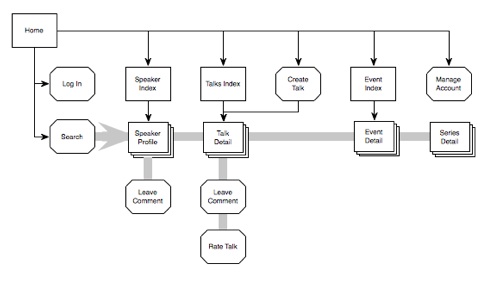 Home
Log In
Speaker
Index
Talks Index
Create
Talk
Event
Index
Manage
Account
Search
Speaker
Profile
Talk
Detail
Event
Detail
Series
Detail
Leave
Comment
Leave
Comment
Rate Talk